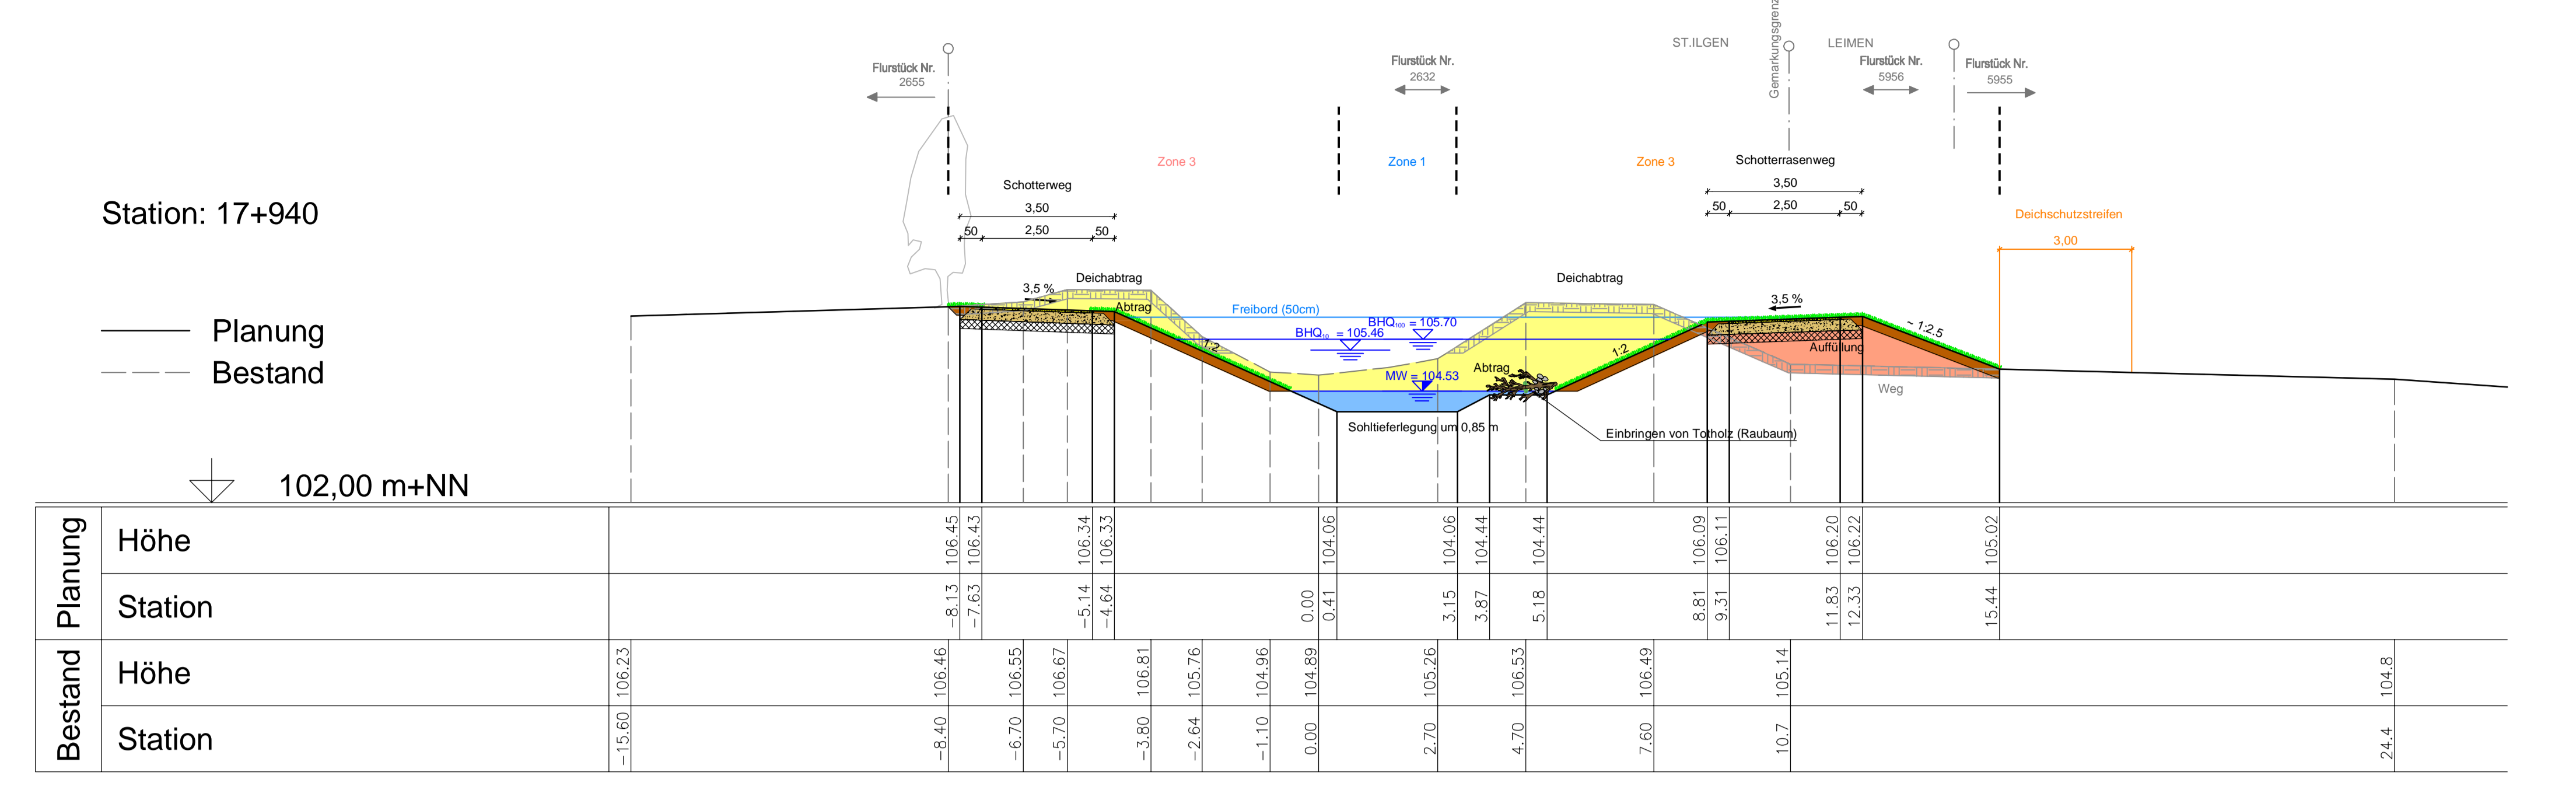 Gemarkungsgrenz
ST.ILGEN
LEIMEN
Flurstück Nr.
2655
Flurstück Nr.
2632
Flurstück Nr.
5956
Flurstück Nr.
5955
Zone 3
Zone 1
Zone 3
Schotterweg
3,50
50 2,50 50
Schotterrasenweg
3,50
50 2,50 50
Station: 17+940
Deichschutzstreifen
3,00
Deichabtrag
Deichabtrag
3,5 %
Abtrag
Freibord (50cm)
3,5 %
BHQ100 = 105.70
BHQ10 = 105.46
Planung
Bestand
1:2
1:2
~ 1:2.5
Auffüllung
Abtrag
MW = 104.53
Weg
Sohltieferlegung um 0,85 m
Einbringen von Totholz (Raubaum)
102,00 m+NN
Planung
Höhe
106.45 106.43 106.34 106.33 104.06 104.06 104.44 104.44 106.09 106.11 106.20 106.22 105.02
Station
-8.13 -7.63 -5.14 -4.64 0.00 0.41 3.15 3.87 5.18 8.81 9.31 11.83 12.33 15.44
Bestand
Höhe
106.23 106.46 106.55 106.67 106.81 105.76 104.96 104.89 105.26 106.53 106.49 105.14 104.8
Station
-15.60 -8.40 -6.70 -5.70 -3.80 -2.64 -1.10 0.00 2.70 4.70 7.60 10.7 24.4